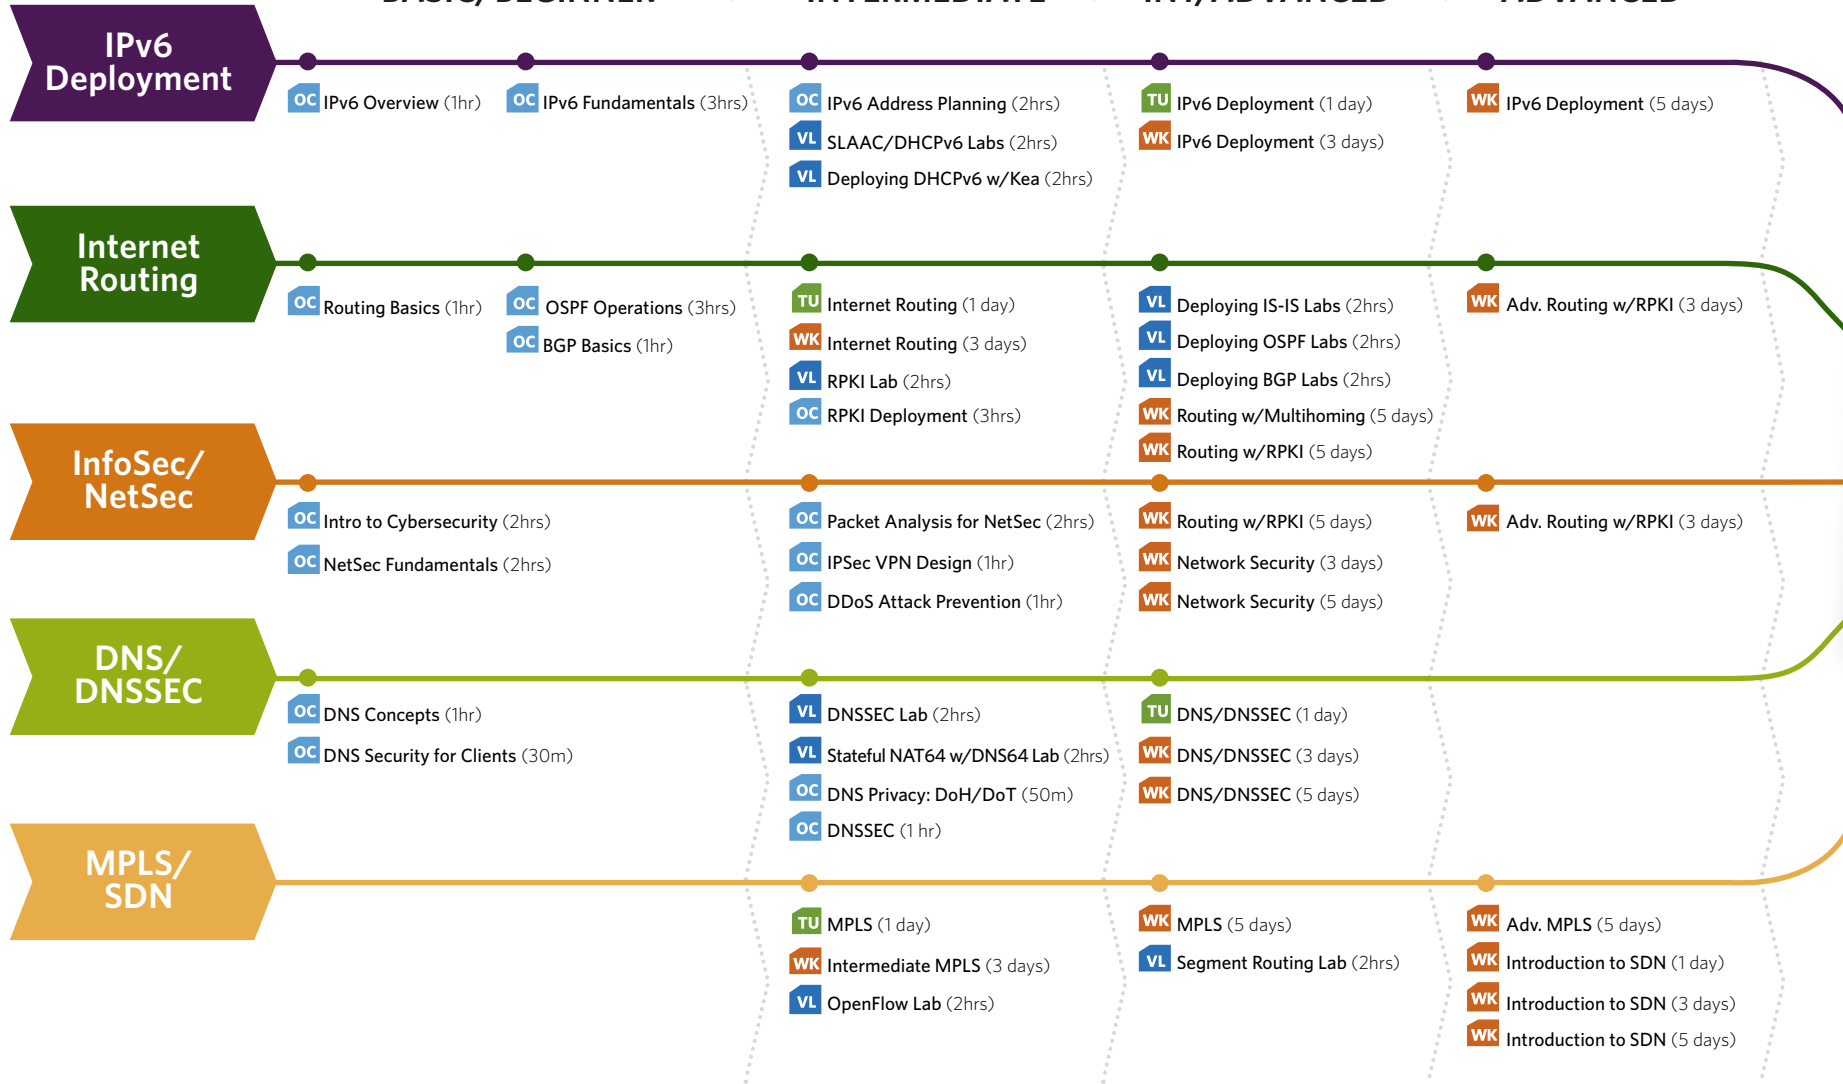 BASIC/BEGINNER INTERMEDIATE INT/ADVANCED ADVANCED
IPv6
Deployment
OC IPv6 Overview (1hr)
OC IPv6 Fundamentals (3hrs)
OC IPv6 Address Planning (2hrs)
VL SLAAC/DHCPv6 Labs (2hrs)
VL Deploying DHCPv6 w/Kea (2hrs)
TU IPv6 Deployment (1 day)
WK IPv6 Deployment (3 days)
WK IPv6 Deployment (5 days)
Internet
Routing
OC Routing Basics (1hr)
OC OSPF Operations (3hrs)
OC BGP Basics (1hr)
TU Internet Routing (1 day)
WK Internet Routing (3 days)
VL RPKI Lab (2hrs)
OC RPKI Deployment (3hrs)
VL Deploying IS-IS Labs (2hrs)
VL Deploying OSPF Labs (2hrs)
VL Deploying BGP Labs (2hrs)
WK Routing w/Multihoming (5 days)
WK Routing w/RPKI (5 days)
WK Adv. Routing w/RPKI (3 days)
InfoSec/
NetSec
OC Intro to Cybersecurity (2hrs)
OC NetSec Fundamentals (2hrs)
OC Packet Analysis for NetSec (2hrs)
OC IPSec VPN Design (1hr)
OC DDoS Attack Prevention (1hr)
WK Routing w/RPKI (5 days)
WK Network Security (3 days)
WK Network Security (5 days)
WK Adv. Routing w/RPKI (3 days)
DNS/
DNSSEC
OC DNS Concepts (1hr)
OC DNS Security for Clients (30m)
VL DNSSEC Lab (2hrs)
VL Stateful NAT64 w/DNS64 Lab (2hrs)
OC DNS Privacy: DoH/DoT (50m)
OC DNSSEC (1 hr)
TU DNS/DNSSEC (1 day)
WK DNS/DNSSEC (3 days)
WK DNS/DNSSEC (5 days)
MPLS/
SDN
TU MPLS (1 day)
WK Intermediate MPLS (3 days)
VL OpenFlow Lab (2hrs)
WK MPLS (5 days)
VL Segment Routing Lab (2hrs)
WK Adv. MPLS (5 days)
WK Introduction to SDN (1 day)
WK Introduction to SDN (3 days)
WK Introduction to SDN (5 days)